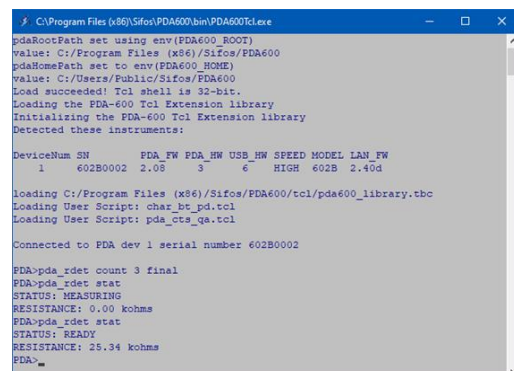 C:\Program Files (x86)\Sifos\PDA600\bin\PDA600Tcl.exe
pdaRootPath set using env(PDA600_ROOT)
value: C:/Program Files (x86)/Sifos/PDA600
pdaHomePath set to env(PDA600_HOME)
value: C:/Users/Public/Sifos/PDA600
Load succeeded! Tcl shell is 32-bit.
Loading the PDA-600 Tcl Extension library
Initializing the PDA-600 Tcl Extension library
Detected these instruments:
DeviceNum SN PDA_FW PDA_HW USB_HW SPEED MODEL LAN_FW
1 602B0002 2.08 3 6 HIGH 602B 2.40d
loading C:/Program Files (x86)/Sifos/PDA600/tcl/pda600_library.tbc
Loading User Script: char_bt_pd.tcl
Loading User Script: pda_cts_qa.tcl
Connected to PDA dev 1 serial number 602B0002
PDA>pda_rdet count 3 final
PDA>pda_rdet stat
STATUS: MEASURING
RESISTANCE: 0.00 kohms
PDA>pda_rdet stat
STATUS: READY
RESISTANCE: 25.34 kohms
PDA>